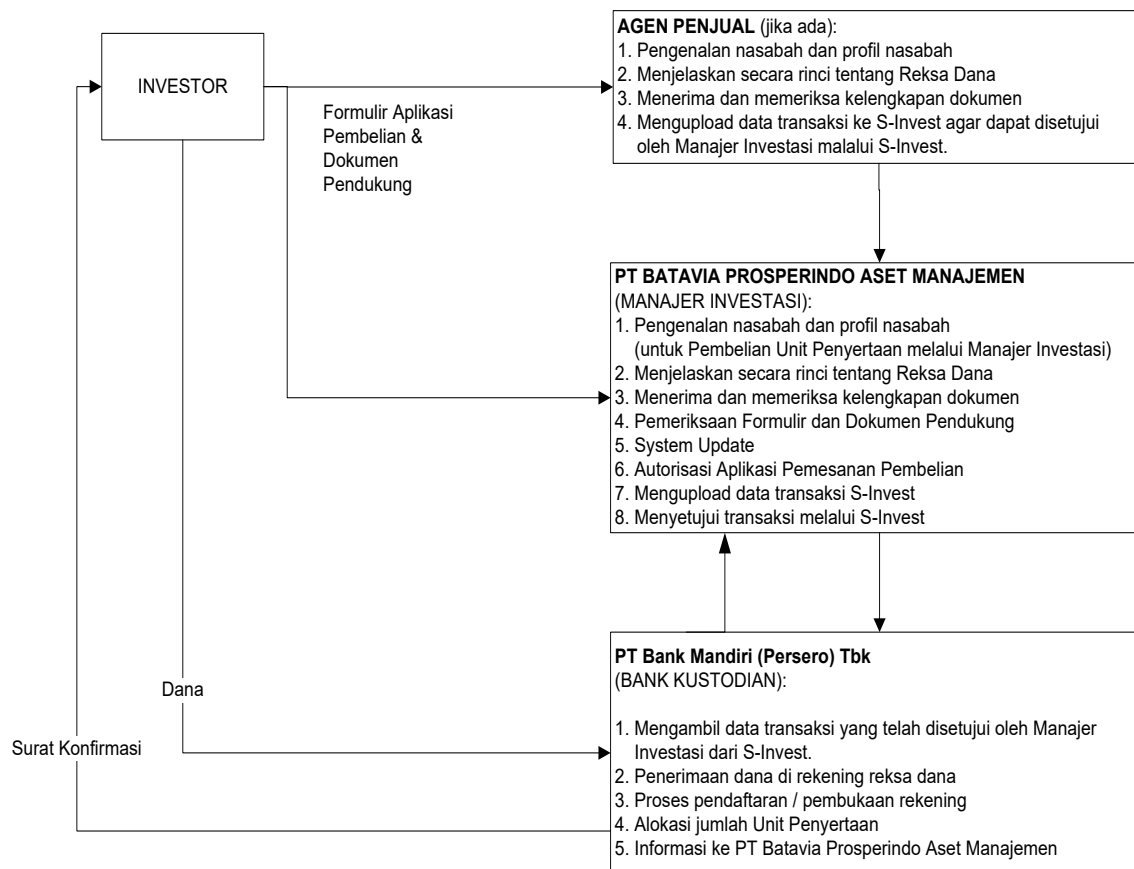 INVESTOR
Formulir Aplikasi
Pembelian &
Dokumen
Pendukung
AGEN PENJUAL (jika ada):
1. Pengenalan nasabah dan profil nasabah
2. Menjelaskan secara rinci tentang Reksa Dana
3. Menerima dan memeriksa kelengkapan dokumen
4. Mengupload data transaksi ke S-Invest agar dapat disetujui
oleh Manajer Investasi malalui S-Invest.
PT BATAVIA PROSPERINDO ASET MANAJEMEN
(MANAJER INVESTASI):
1. Pengenalan nasabah dan profil nasabah
(untuk Pembelian Unit Penyertaan melalui Manajer Investasi)
2. Menjelaskan secara rinci tentang Reksa Dana
3. Menerima dan memeriksa kelengkapan dokumen
4. Pemeriksaan Formulir dan Dokumen Pendukung
5. System Update
6. Autorisasi Aplikasi Pemesanan Pembelian
7. Mengupload data transaksi S-Invest
8. Menyetujui transaksi melalui S-Invest
Dana
Surat Konfirmasi
PT Bank Mandiri (Persero) Tbk
(BANK KUSTODIAN):
1. Mengambil data transaksi yang telah disetujui oleh Manajer
Investasi dari S-Invest.
2. Penerimaan dana di rekening reksa dana
3. Proses pendaftaran / pembukaan rekening
4. Alokasi jumlah Unit Penyertaan
5. Informasi ke PT Batavia Prosperindo Aset Manajemen